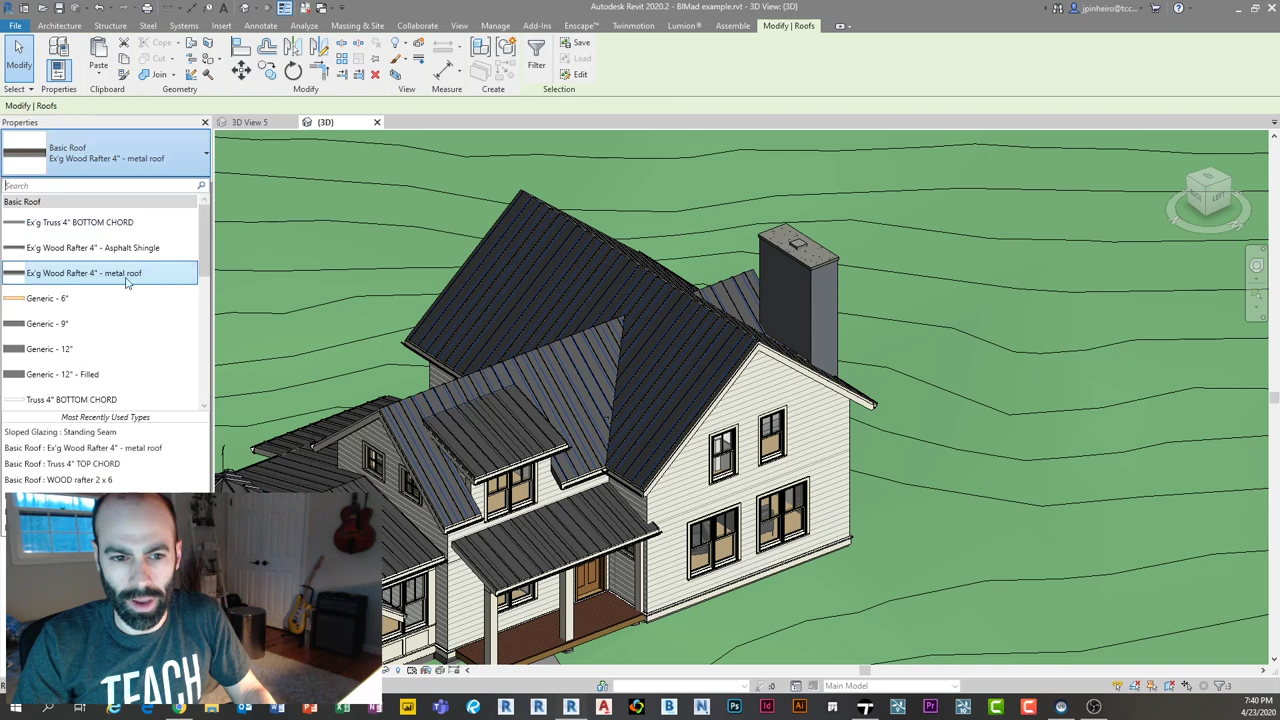 Autodesk Revit 2020.2 - BIMad example.rvt - 3D View: {3D}
jpinheiro@tcc...
File Architecture Structure Steel Systems Insert Annotate Analyze Massing & Site Collaborate View Manage Add-Ins Enscape™ Twinmotion Lumion® Assemble Modify | Roofs
Modify
Paste
Cope
Cut
Join
Filter
Save
Load
Edit
Select Properties Clipboard Geometry Modify View Measure Create Selection
Modify | Roofs
Properties
3D View 5
{3D}
Basic Roof
Ex'g Wood Rafter 4" - metal roof
Search
Basic Roof
Ex'g Truss 4" BOTTOM CHORD
Ex'g Wood Rafter 4" - Asphalt Shingle
Ex'g Wood Rafter 4" - metal roof
Generic - 6"
Generic - 9"
Generic - 12"
Generic - 12" - Filled
Truss 4" BOTTOM CHORD
Most Recently Used Types
Sloped Glazing : Standing Seam
Basic Roof : Ex'g Wood Rafter 4" - metal roof
Basic Roof : Truss 4" TOP CHORD
Basic Roof : WOOD rafter 2 x 6
LEFT
TEACH
:0
Main Model
:3
7:40 PM
4/23/2020